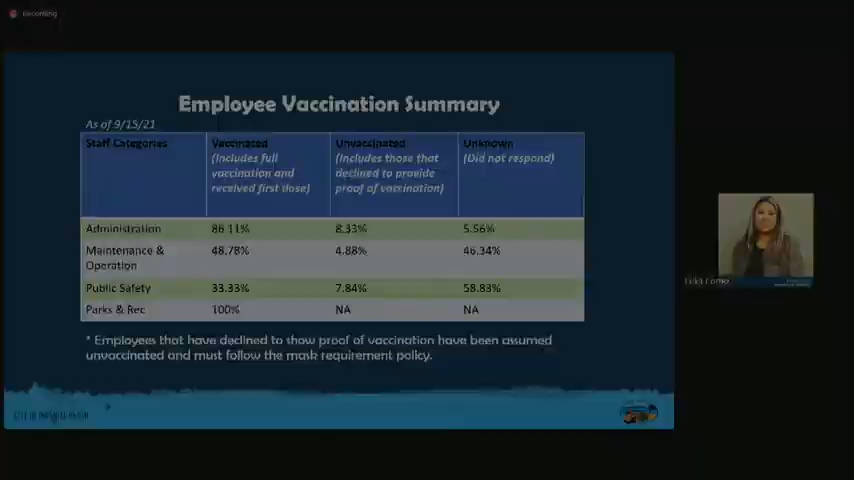 Recording
Employee Vaccination Summary
As of 9/15/21
Staff Categories
Vaccinated
(Includes full
vaccination and
received first dose)
Unvaccinated
(Includes those that
declined to provide
proof of vaccination)
Unknown
(Did not respond)
Administration 86.11% 8.33% 5.56%
Maintenance & 48.78% 4.88% 46.34%
Operation
Public Safety 33.33% 7.84% 58.83%
Parks & Rec 100% NA NA
* Employees that have declined to show proof of vaccination have been assumed
unvaccinated and must follow the mask requirement policy.